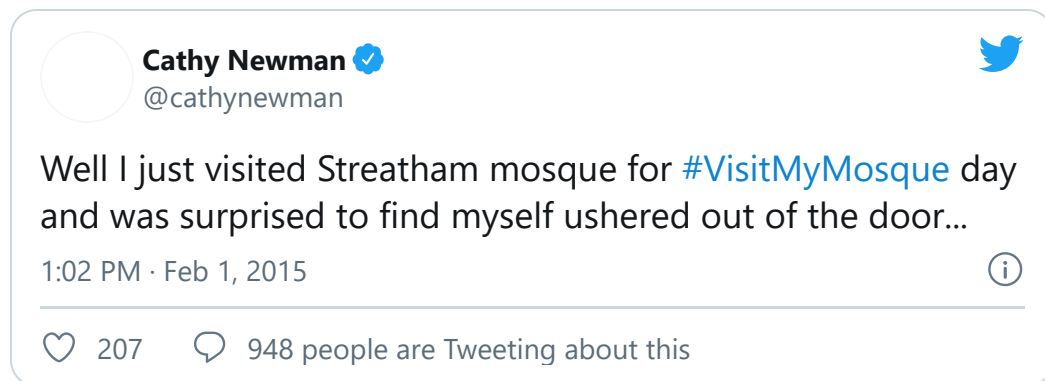 Cathy Newman
@cathynewman
Well I just visited Streatham mosque for #VisitMyMosque day
and was surprised to find myself ushered out of the door...
1:02 PM · Feb 1, 2015
207 948 people are Tweeting about this